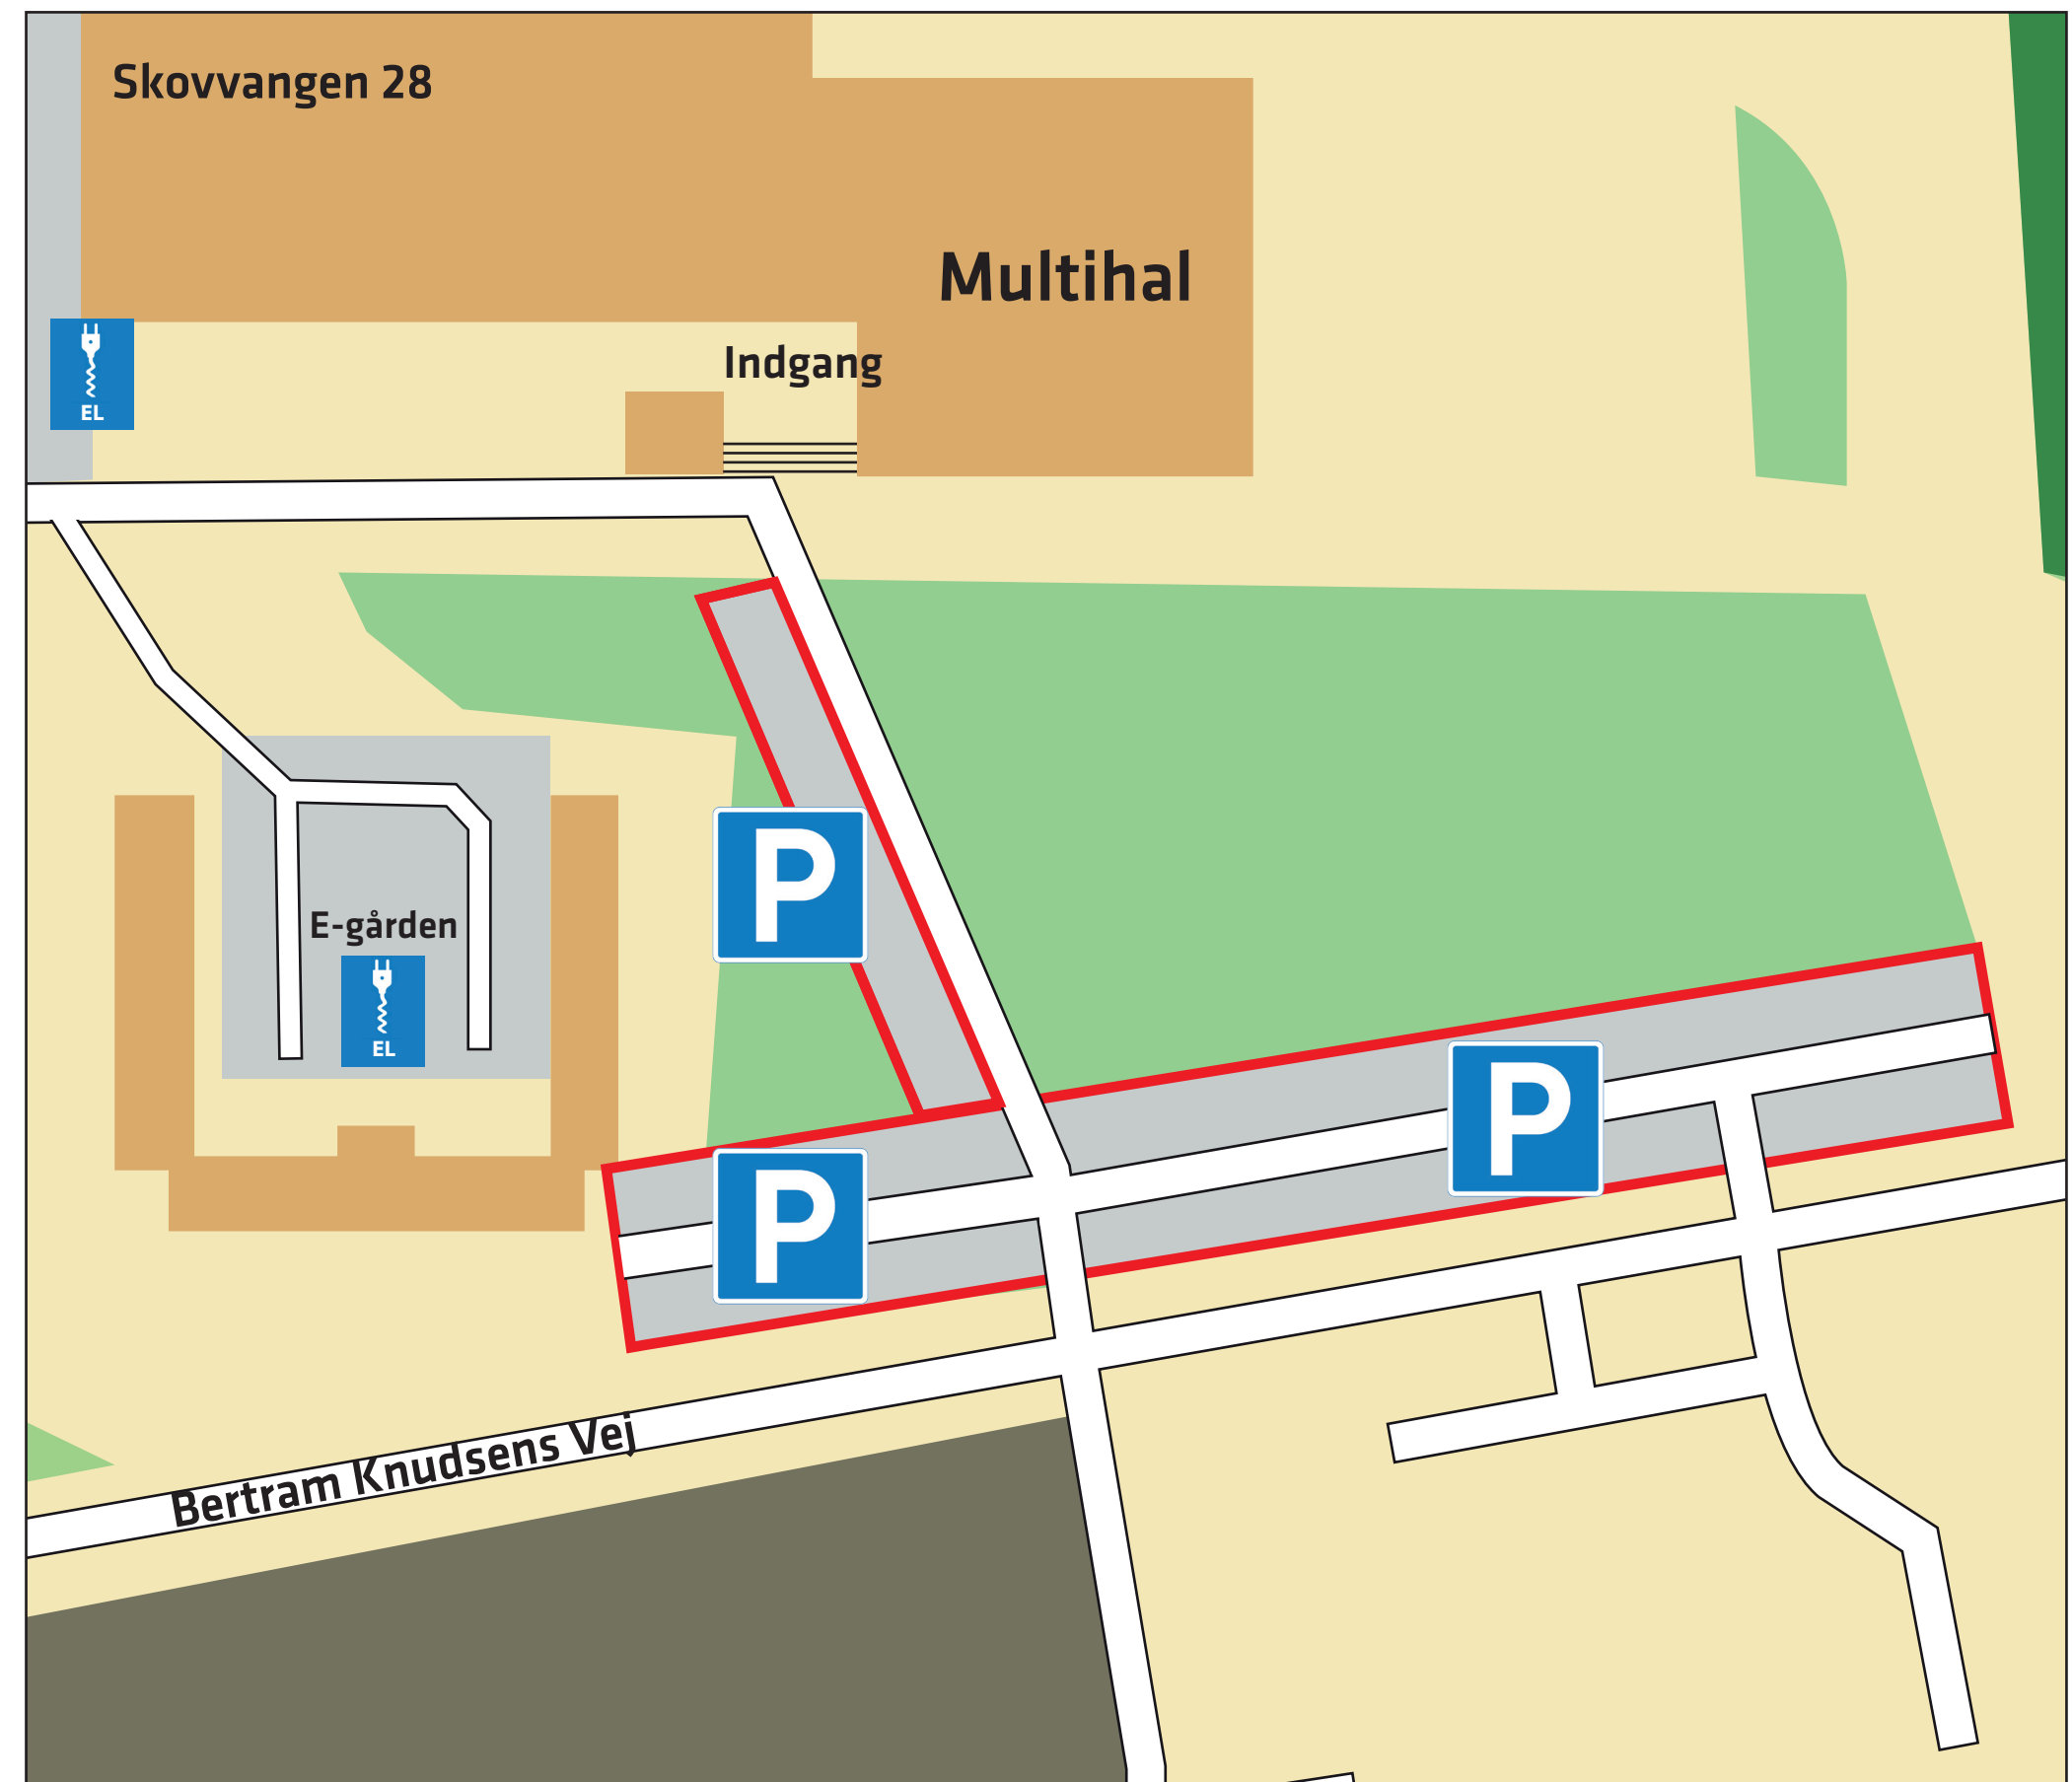 Skovvangen 28
Multihal
Indgang
EL
P
E-gården
EL
P
P
Bertram Knudsens Vej